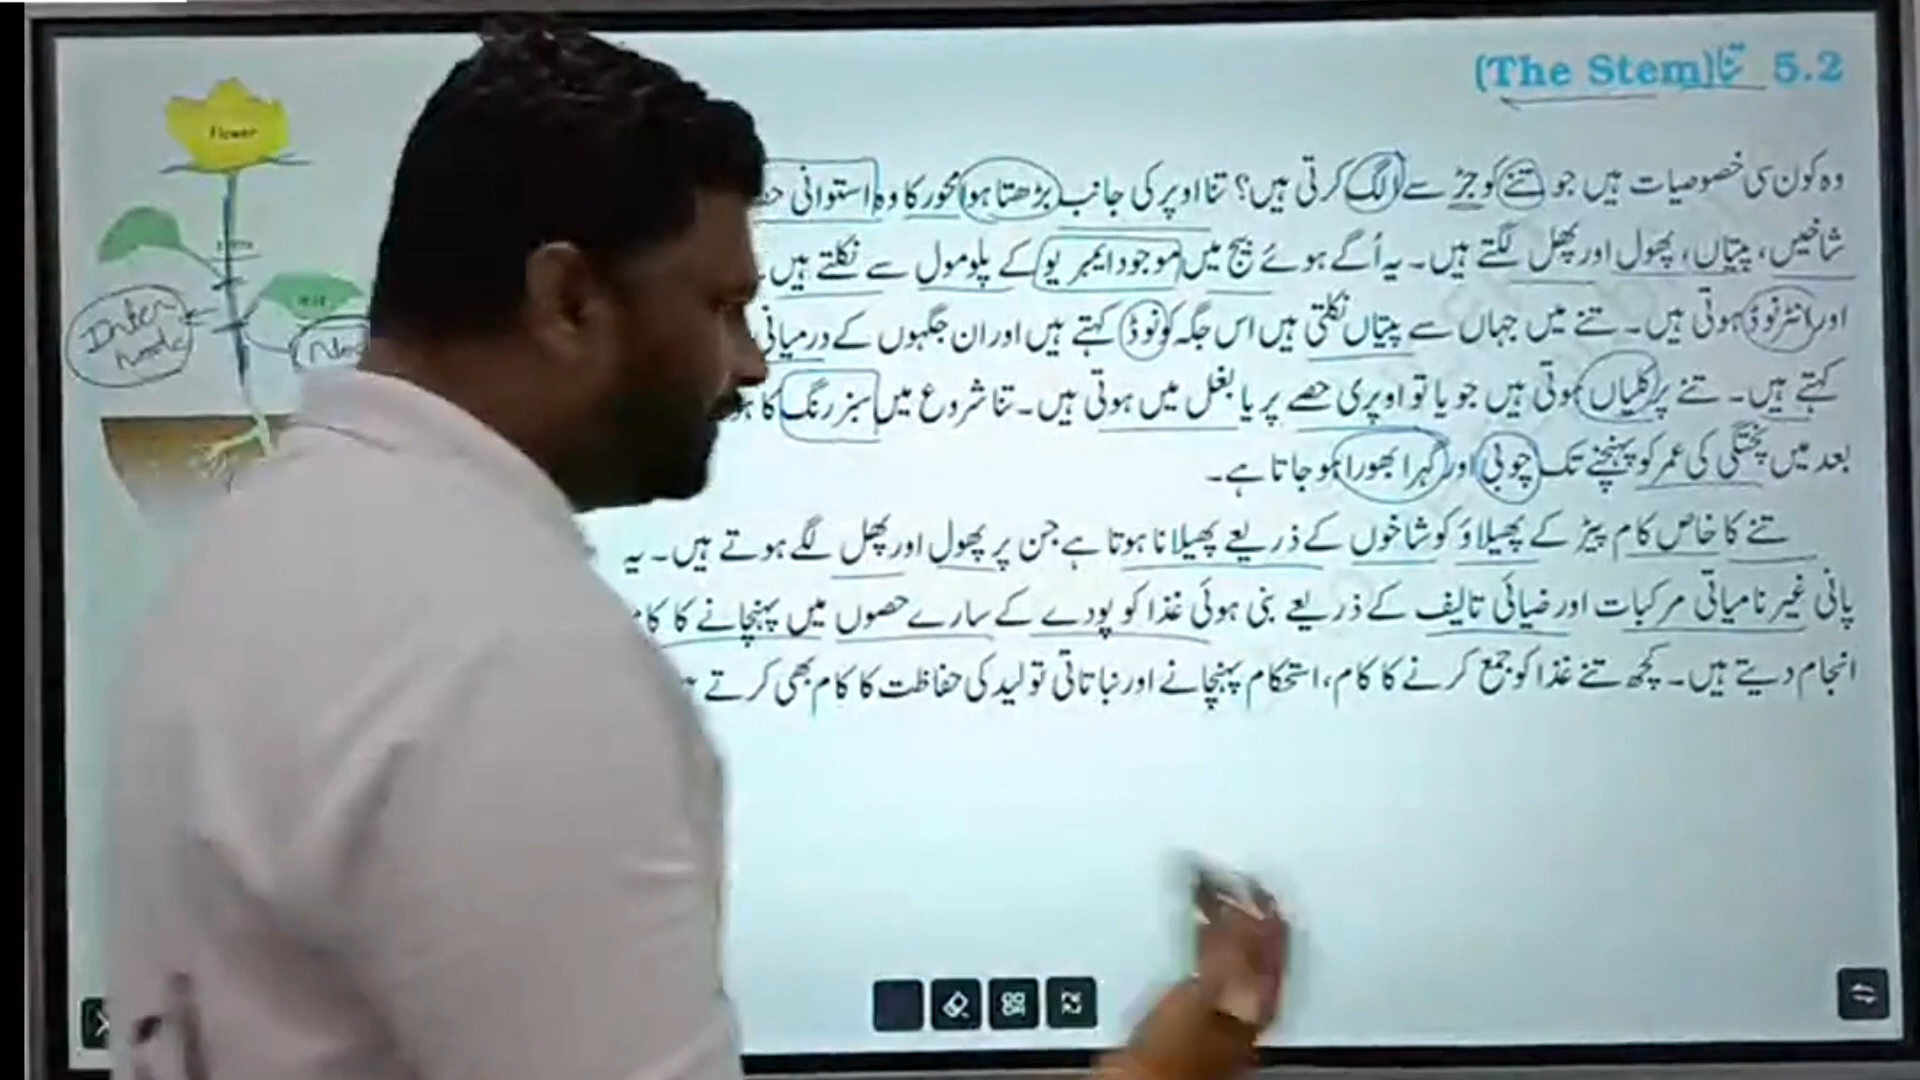 5.2 تنا (The Stem)
وہ کون سی خصوصیات ہیں جو تنے کو جڑ سے الگ کرتی ہیں؟ تنا اوپر کی جانب بڑھتا ہوا محور کا وہ استوانی
شاخیں، پتیاں، پھول اور پھل لگتے ہیں۔ یہ اُگے ہوئے بیج میں موجود ایمبریو کے پلومول سے نکلتے ہیں۔
اور انٹرنوڈ ہوتی ہیں۔ تنے میں جہاں سے پتیاں نکلتی ہیں اس جگہ کو نوڈ کہتے ہیں اور ان جگہوں کے درمیانی
کہتے ہیں۔ تنے پر کلیاں ہوتی ہیں جو یا تو اوپری حصے پر یا بغل میں ہوتی ہیں۔ تنا شروع میں سبز رنگ کا
بعد میں پختگی کی عمر کو پہنچنے تک چوبی اور گہرا بھورا ہو جاتا ہے۔
تنے کا خاص کام پیڑ کے پھیلاؤ کو شاخوں کے ذریعے پھیلانا ہوتا ہے جن پر پھول اور پھل لگے ہوتے ہیں۔ یہ
پانی غیر نامیاتی مرکبات اور ضیائی تالیف کے ذریعے بنی ہوئی غذا کو پودے کے سارے حصوں میں پہنچانے کا
انجام دیتے ہیں۔ کچھ تنے غذا کو جمع کرنے کا کام، استحکام پہنچانے اور نباتاتی تولید کی حفاظت کا کام بھی کرتے
Flower
Inter
node